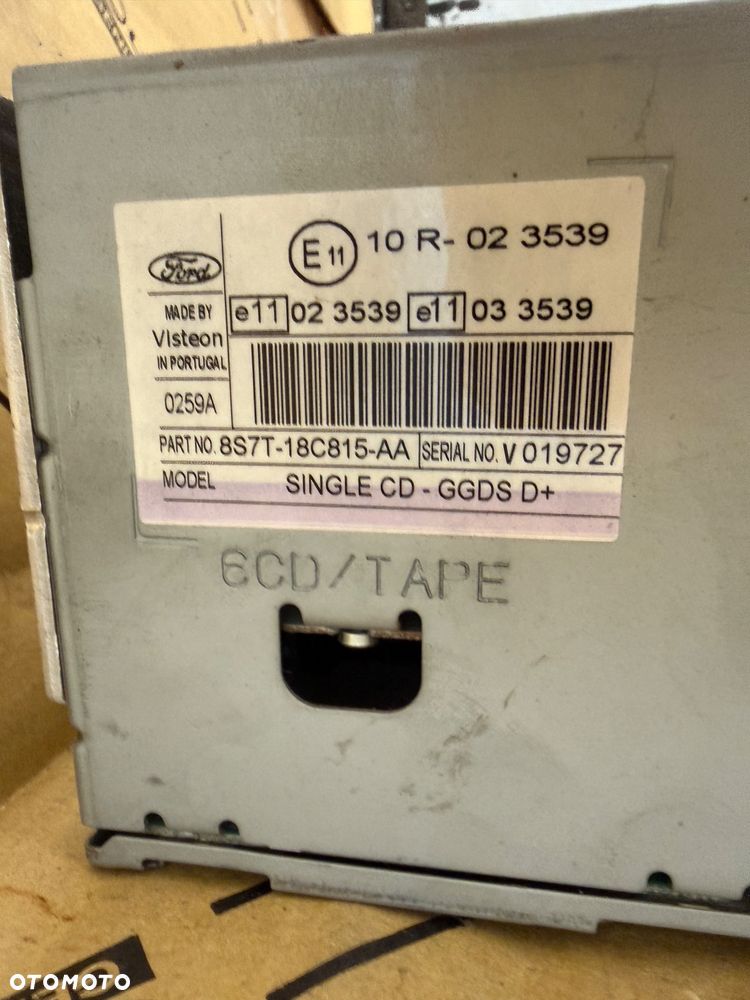 Ford
E 11 10 R- 02 3539
MADE BY
Visteon
IN PORTUGAL
e11 02 3539 e11 03 3539
0259A
PART NO. 8S7T-18C815-AA SERIAL NO. V 019727
MODEL SINGLE CD - GGDS D+
6CD/TAPE
OTOMOTO